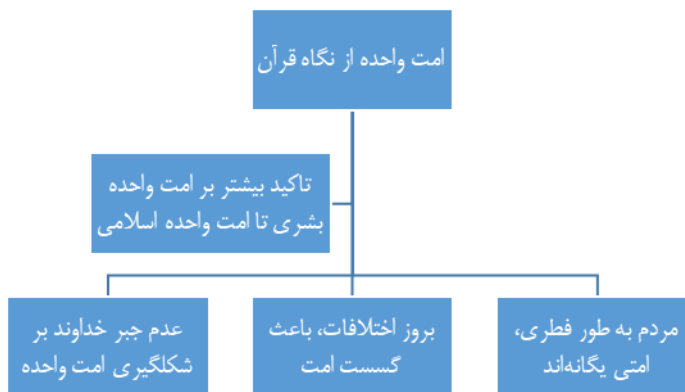 امت واحده از نگاه قرآن
تاکید بیشتر بر امت واحده
بشری تا امت واحده اسلامی
مردم به طور فطری،
امتی یگانه‌اند
بروز اختلافات، باعث
گسست امت
عدم جبر خداوند بر
شکلگیری امت واحده